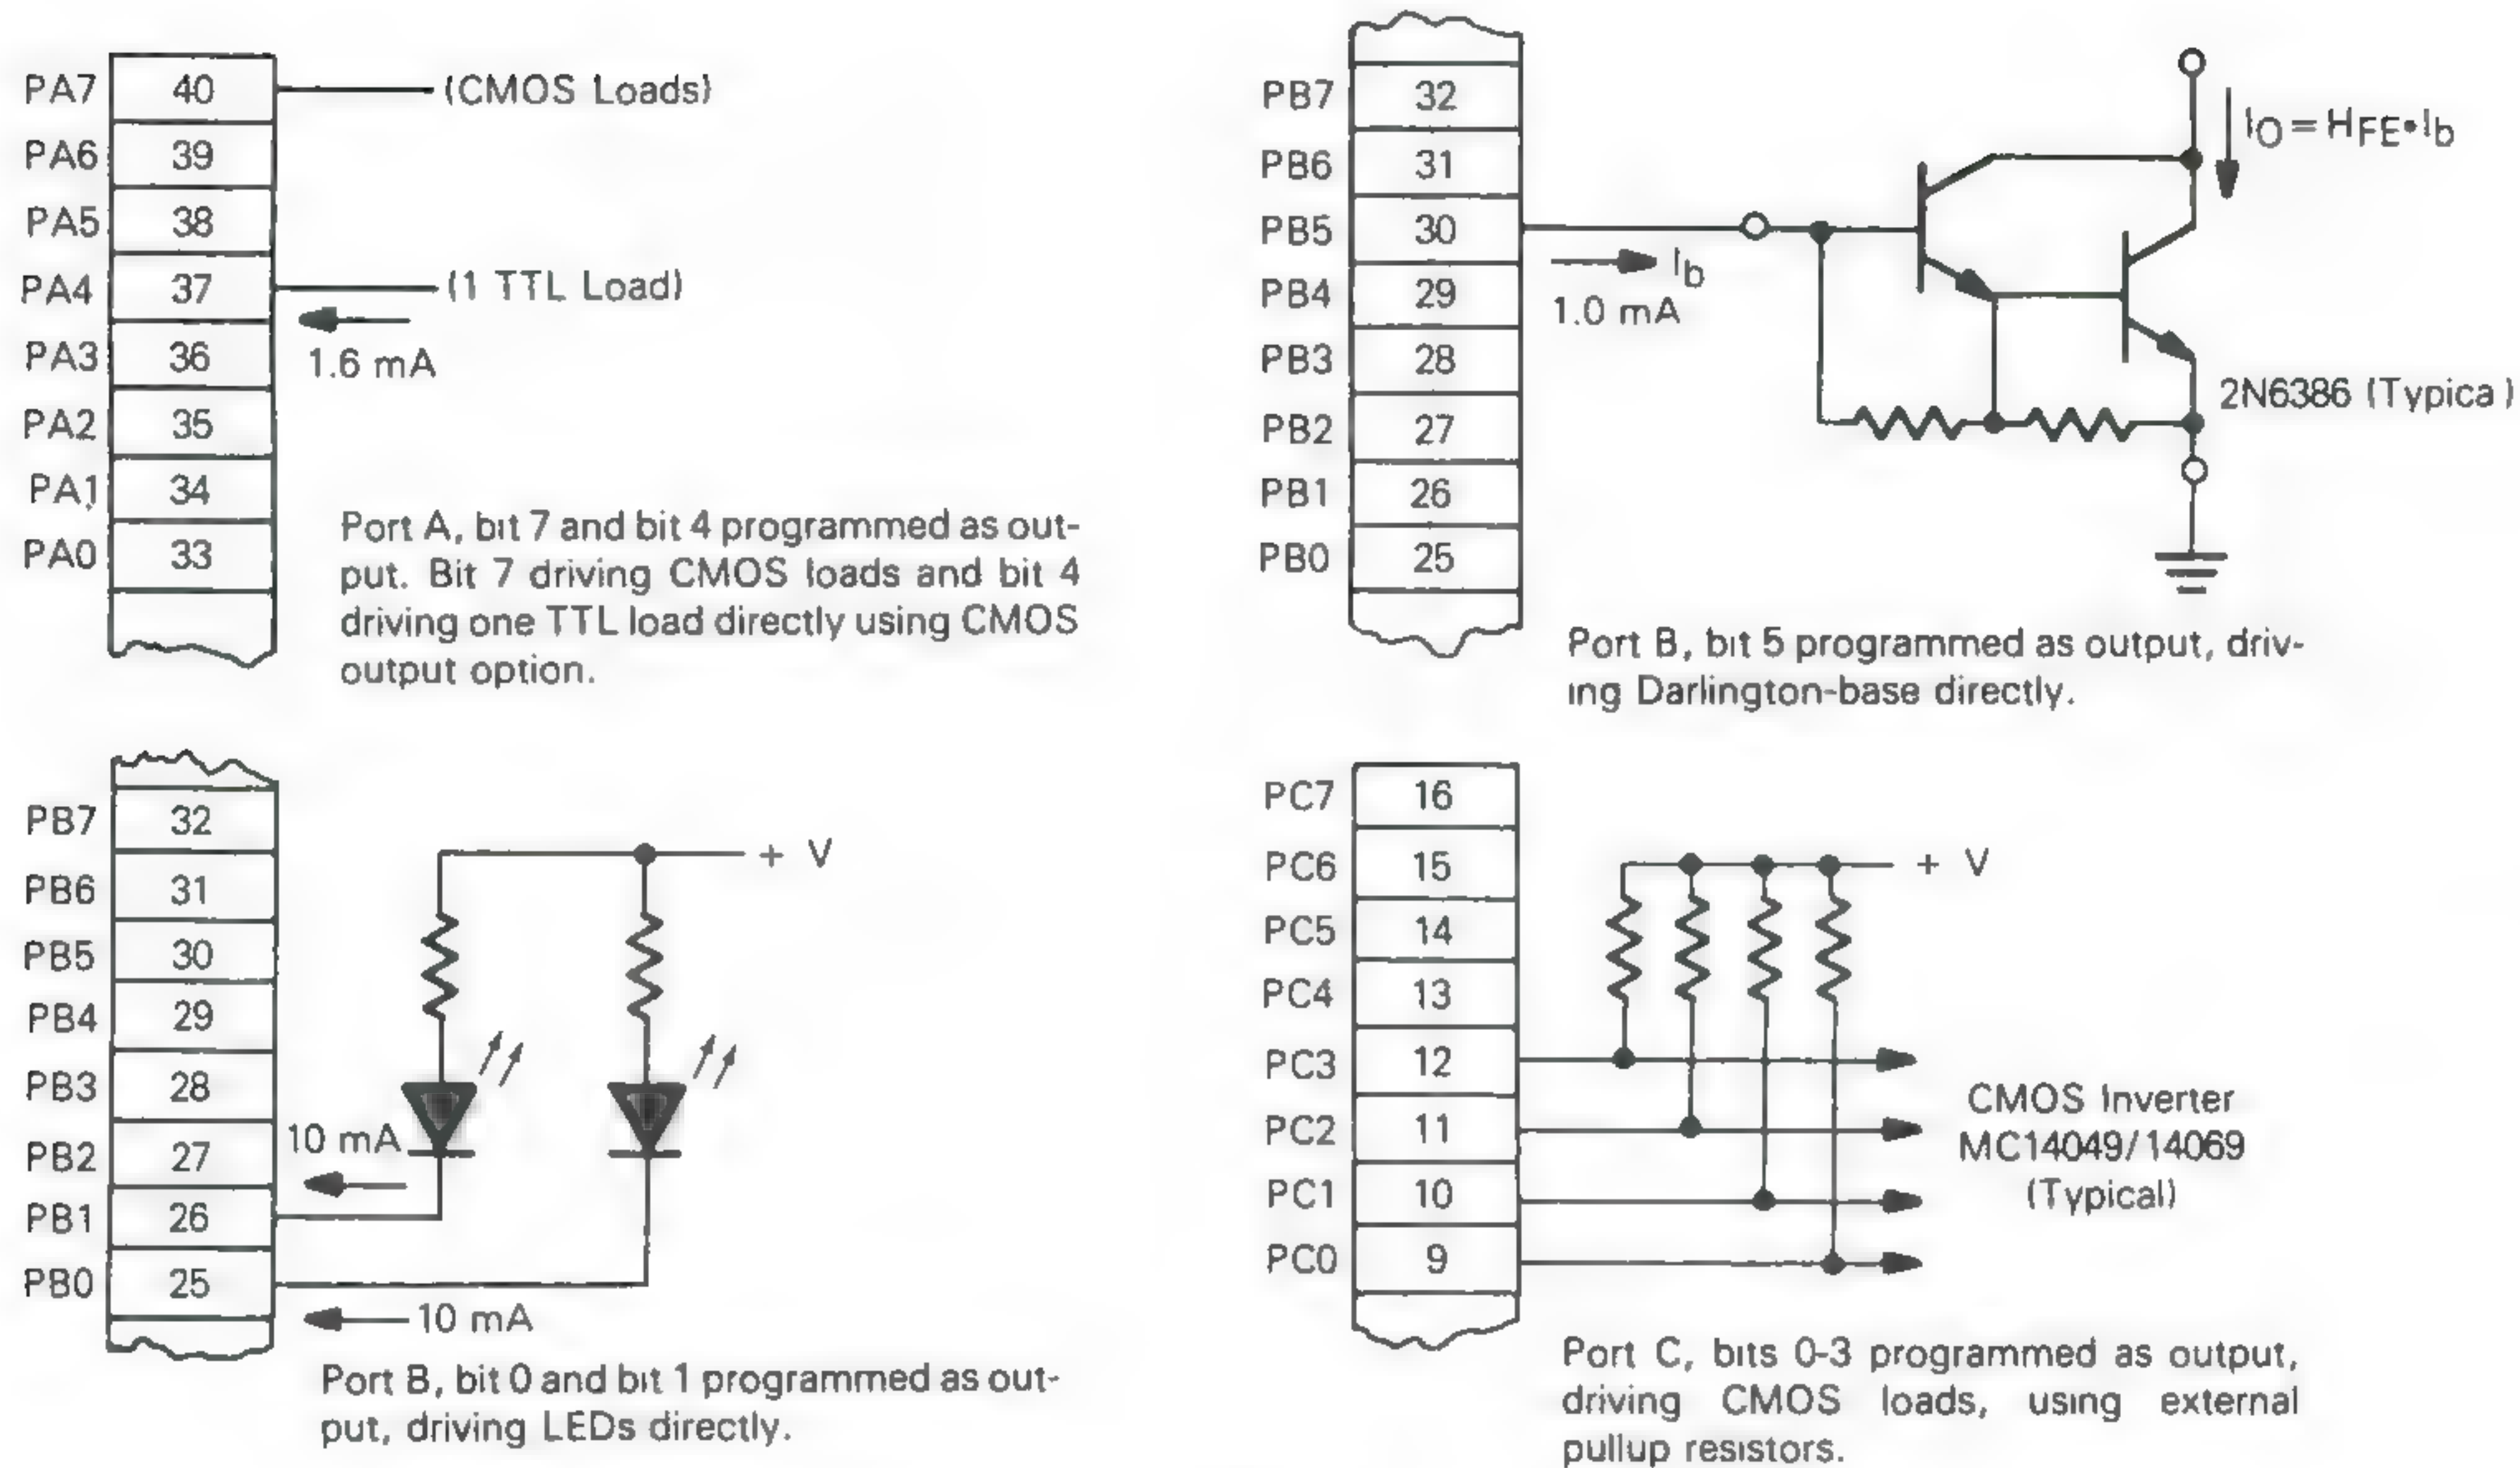 PA7 40 (CMOS Loads)
PA6 39
PA5 38
PA4 37 (1 TTL Load)
1.6 mA
PA3 36
PA2 35
PA1 34
PA0 33
Port A, bit 7 and bit 4 programmed as out-
put. Bit 7 driving CMOS loads and bit 4
driving one TTL load directly using CMOS
output option.
PB7 32
PB6 31
PB5 30
PB4 29
PB3 28
PB2 27
PB1 26
PB0 25
IO = HFE•Ib
Ib
1.0 mA
2N6386 (Typica )
Port B, bit 5 programmed as output, driv-
ing Darlington-base directly.
PB7 32
PB6 31
PB5 30
PB4 29
PB3 28
PB2 27
PB1 26
PB0 25
+ V
10 mA
10 mA
Port B, bit 0 and bit 1 programmed as out-
put, driving LEDs directly.
PC7 16
PC6 15
PC5 14
PC4 13
PC3 12
PC2 11
PC1 10
PC0 9
+ V
CMOS Inverter
MC14049/14069
(Typical)
Port C, bits 0-3 programmed as output,
driving CMOS loads, using external
pullup resistors.